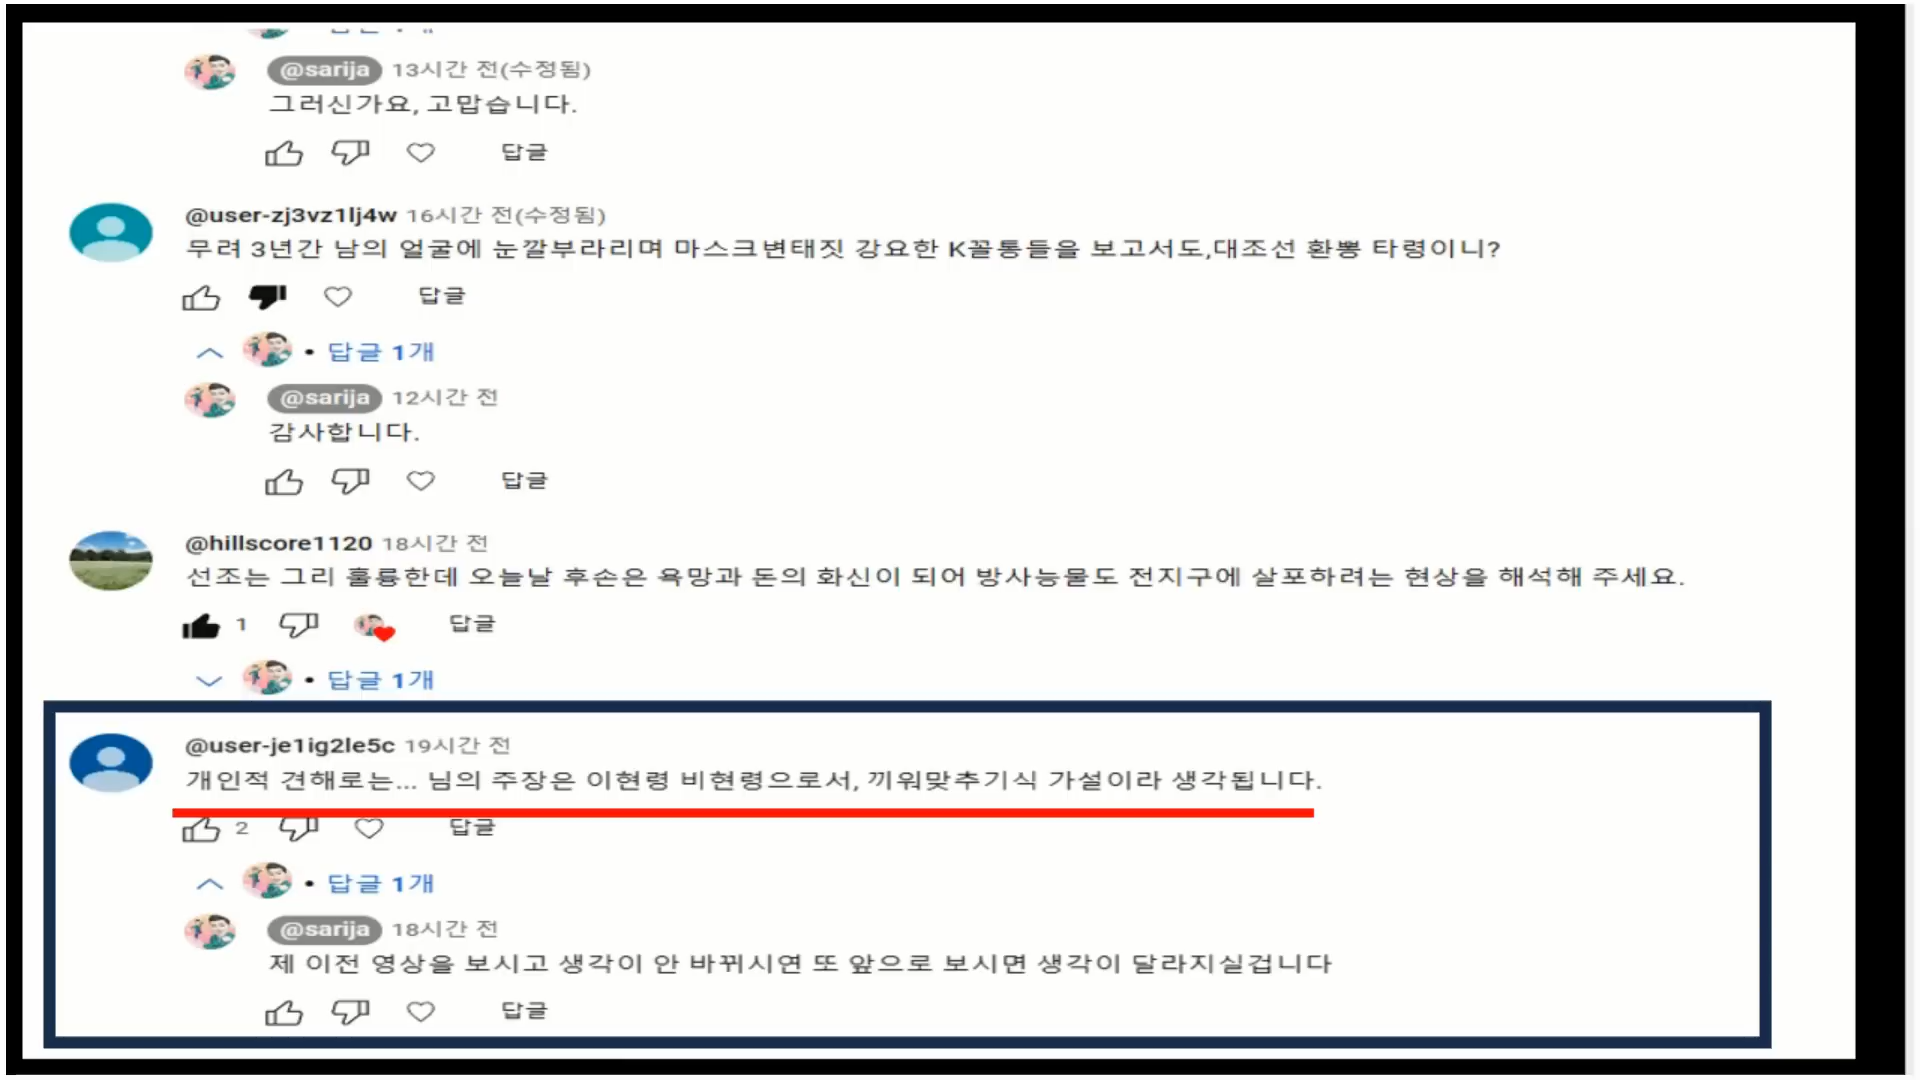 @sarija 13시간 전(수정됨)
그러신가요, 고맙습니다.
답글
@user-zj3vz1lj4w 16시간 전(수정됨)
무려 3년간 남의 얼굴에 눈깔부라리며 마스크변태짓 강요한 K꼴통들을 보고서도,대조선 환뽕 타령이니?
답글
• 답글 1개
@sarija 12시간 전
감사합니다.
답글
@hillscore1120 18시간 전
선조는 그리 훌륭한데 오늘날 후손은 욕망과 돈의 화신이 되어 방사능물도 전지구에 살포하려는 현상을 해석해 주세요.
1 답글
• 답글 1개
@user-je1ig2le5c 19시간 전
개인적 견해로는... 님의 주장은 이현령 비현령으로서, 끼워맞추기식 가설이라 생각됩니다.
2 답글
• 답글 1개
@sarija 18시간 전
제 이전 영상을 보시고 생각이 안 바뀌시연 또 앞으로 보시면 생각이 달라지실겁니다
답글